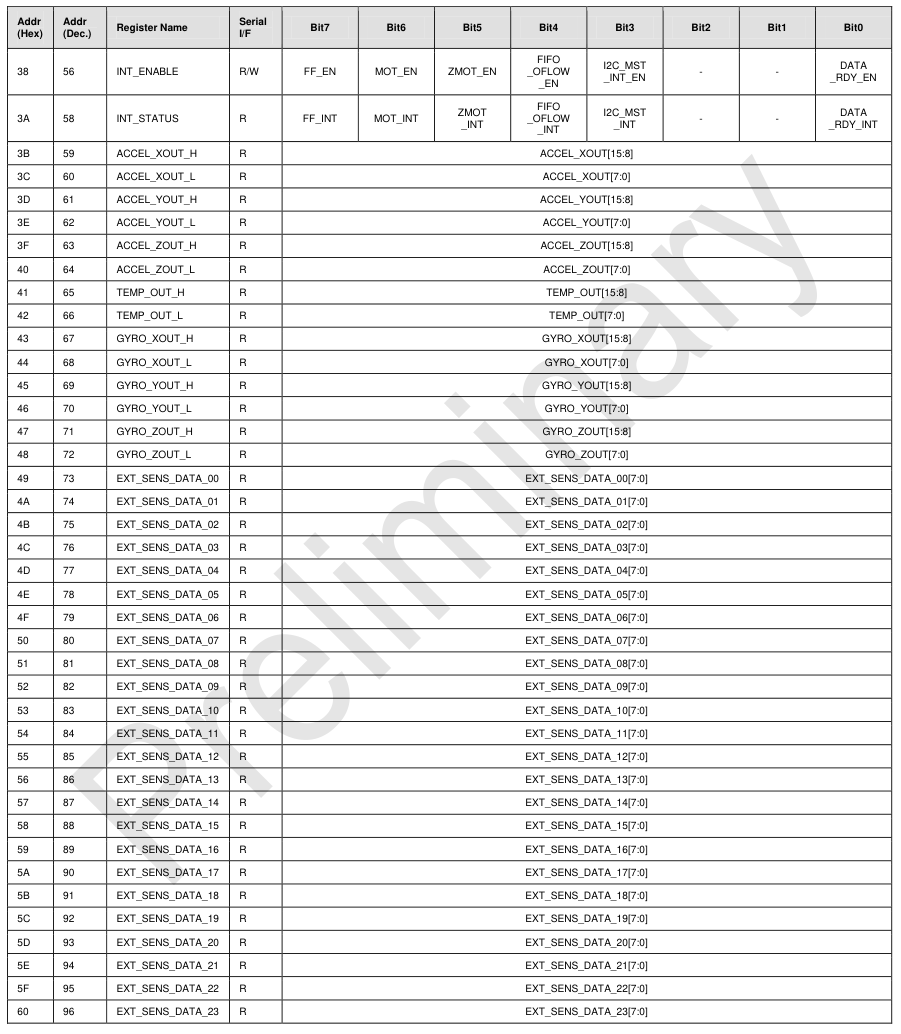 Addr (Hex) Addr (Dec.) Register Name Serial I/F Bit7 Bit6 Bit5 Bit4 Bit3 Bit2 Bit1 Bit0
38 56 INT_ENABLE R/W FF_EN MOT_EN ZMOT_EN FIFO _OFLOW _EN I2C_MST _INT_EN - - DATA _RDY_EN
3A 58 INT_STATUS R FF_INT MOT_INT ZMOT _INT FIFO _OFLOW _INT I2C_MST _INT - - DATA _RDY_INT
3B 59 ACCEL_XOUT_H R ACCEL_XOUT[15:8]
3C 60 ACCEL_XOUT_L R ACCEL_XOUT[7:0]
3D 61 ACCEL_YOUT_H R ACCEL_YOUT[15:8]
3E 62 ACCEL_YOUT_L R ACCEL_YOUT[7:0]
3F 63 ACCEL_ZOUT_H R ACCEL_ZOUT[15:8]
40 64 ACCEL_ZOUT_L R ACCEL_ZOUT[7:0]
41 65 TEMP_OUT_H R TEMP_OUT[15:8]
42 66 TEMP_OUT_L R TEMP_OUT[7:0]
43 67 GYRO_XOUT_H R GYRO_XOUT[15:8]
44 68 GYRO_XOUT_L R GYRO_XOUT[7:0]
45 69 GYRO_YOUT_H R GYRO_YOUT[15:8]
46 70 GYRO_YOUT_L R GYRO_YOUT[7:0]
47 71 GYRO_ZOUT_H R GYRO_ZOUT[15:8]
48 72 GYRO_ZOUT_L R GYRO_ZOUT[7:0]
49 73 EXT_SENS_DATA_00 R EXT_SENS_DATA_00[7:0]
4A 74 EXT_SENS_DATA_01 R EXT_SENS_DATA_01[7:0]
4B 75 EXT_SENS_DATA_02 R EXT_SENS_DATA_02[7:0]
4C 76 EXT_SENS_DATA_03 R EXT_SENS_DATA_03[7:0]
4D 77 EXT_SENS_DATA_04 R EXT_SENS_DATA_04[7:0]
4E 78 EXT_SENS_DATA_05 R EXT_SENS_DATA_05[7:0]
4F 79 EXT_SENS_DATA_06 R EXT_SENS_DATA_06[7:0]
50 80 EXT_SENS_DATA_07 R EXT_SENS_DATA_07[7:0]
51 81 EXT_SENS_DATA_08 R EXT_SENS_DATA_08[7:0]
52 82 EXT_SENS_DATA_09 R EXT_SENS_DATA_09[7:0]
53 83 EXT_SENS_DATA_10 R EXT_SENS_DATA_10[7:0]
54 84 EXT_SENS_DATA_11 R EXT_SENS_DATA_11[7:0]
55 85 EXT_SENS_DATA_12 R EXT_SENS_DATA_12[7:0]
56 86 EXT_SENS_DATA_13 R EXT_SENS_DATA_13[7:0]
57 87 EXT_SENS_DATA_14 R EXT_SENS_DATA_14[7:0]
58 88 EXT_SENS_DATA_15 R EXT_SENS_DATA_15[7:0]
59 89 EXT_SENS_DATA_16 R EXT_SENS_DATA_16[7:0]
5A 90 EXT_SENS_DATA_17 R EXT_SENS_DATA_17[7:0]
5B 91 EXT_SENS_DATA_18 R EXT_SENS_DATA_18[7:0]
5C 92 EXT_SENS_DATA_19 R EXT_SENS_DATA_19[7:0]
5D 93 EXT_SENS_DATA_20 R EXT_SENS_DATA_20[7:0]
5E 94 EXT_SENS_DATA_21 R EXT_SENS_DATA_21[7:0]
5F 95 EXT_SENS_DATA_22 R EXT_SENS_DATA_22[7:0]
60 96 EXT_SENS_DATA_23 R EXT_SENS_DATA_23[7:0]
Preliminary